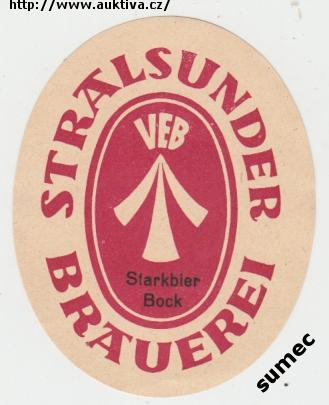 http://www.auktiva.cz/
STRALSUNDER
VEB
Starkbier
Bock
BRAUEREI
sumec